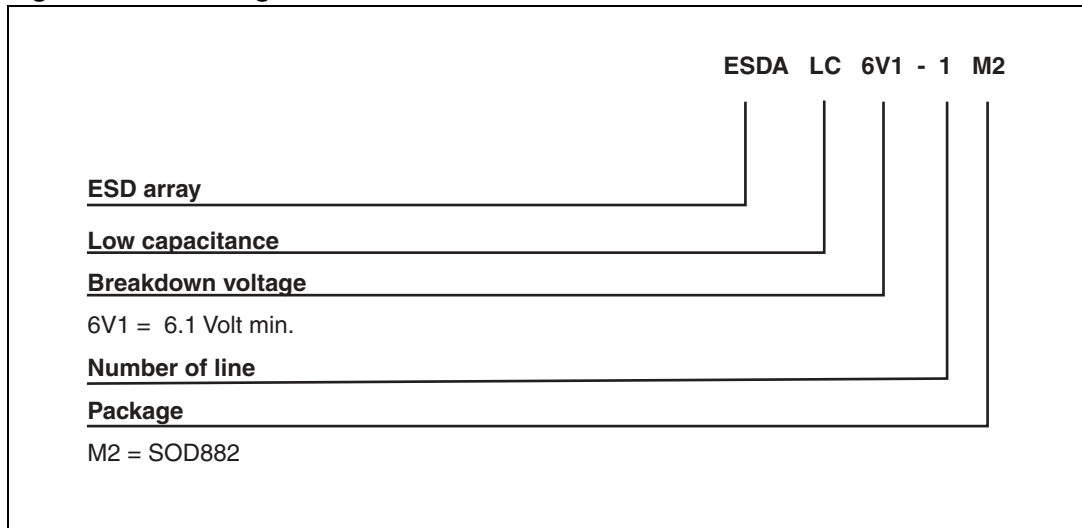 ESDA LC 6V1 - 1 M2
ESD array
Low capacitance
Breakdown voltage
6V1 = 6.1 Volt min.
Number of line
Package
M2 = SOD882